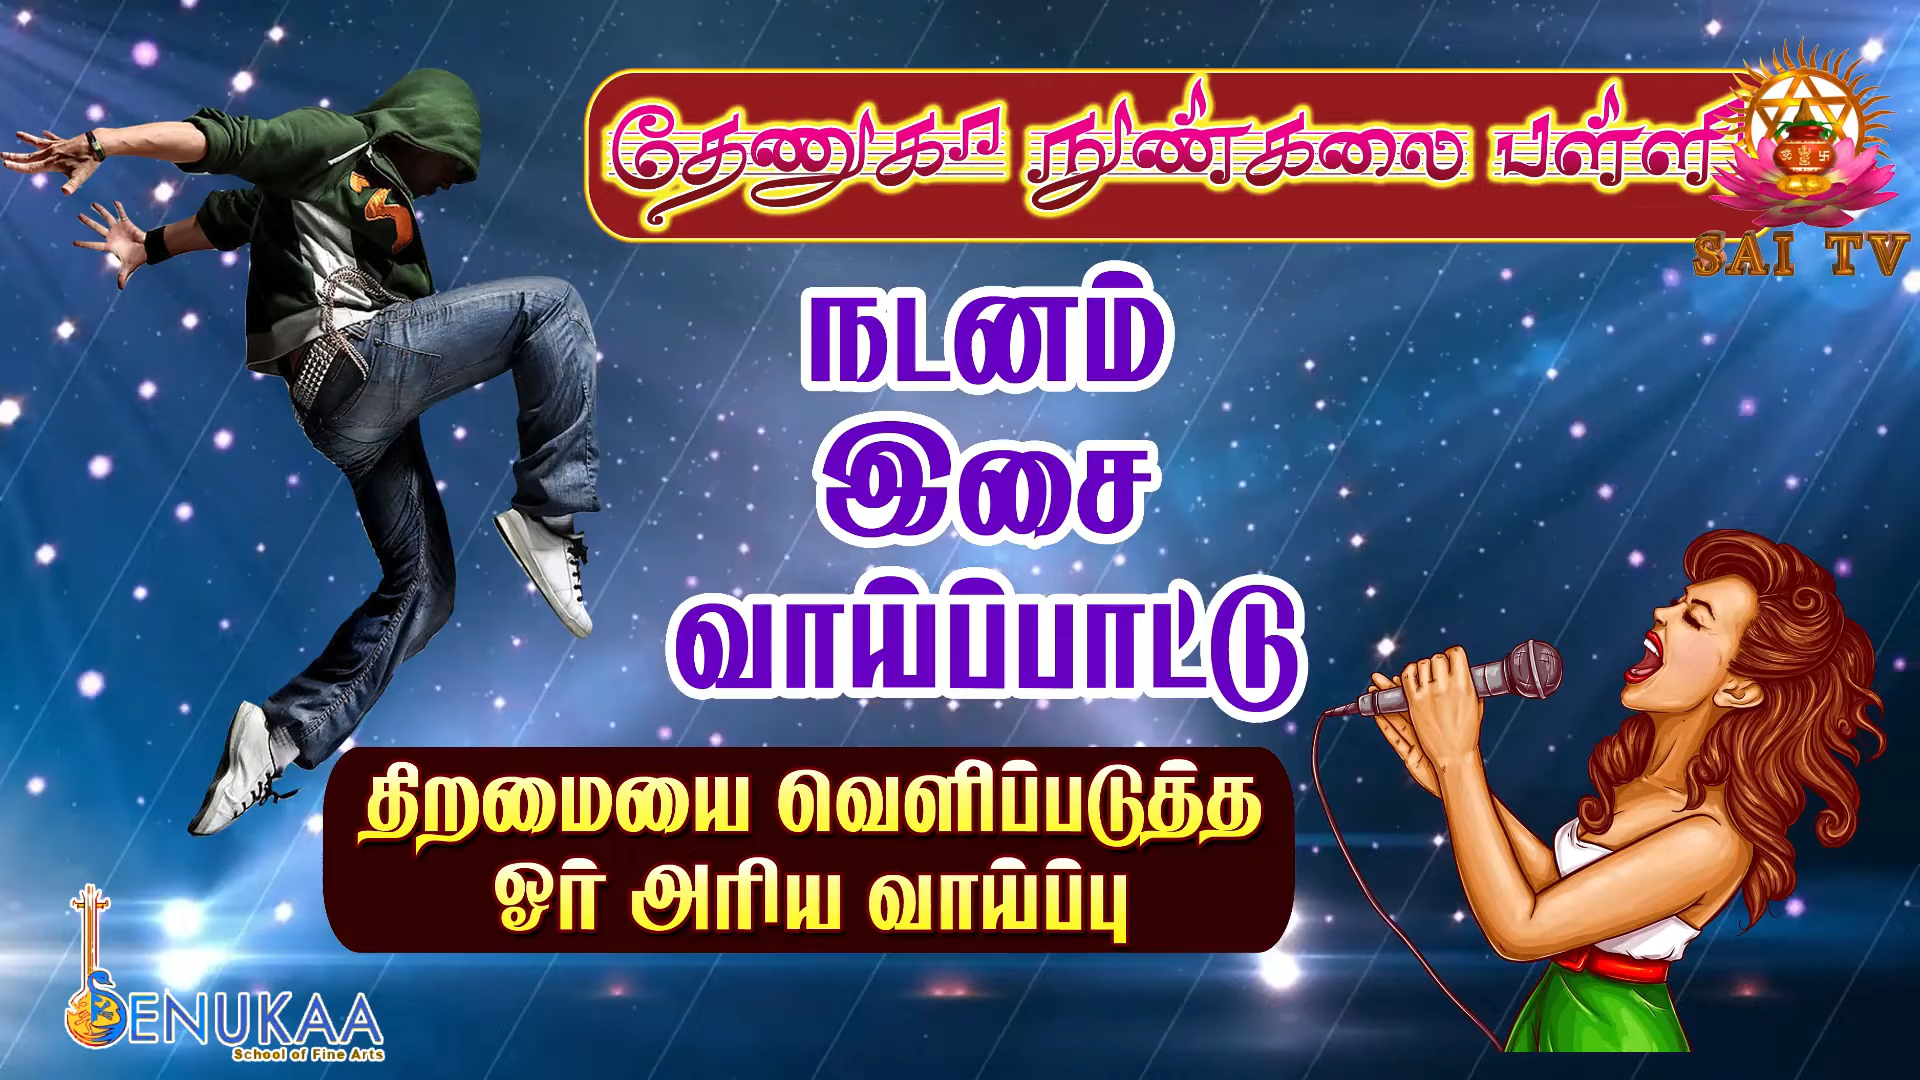 தேணுகா நுண்கலை பள்ளி
SAI TV
நடனம்
இசை
வாய்ப்பாட்டு
திறமையை வெளிப்படுத்த
ஓர் அரிய வாய்ப்பு
DENUKAA
School of Fine Arts